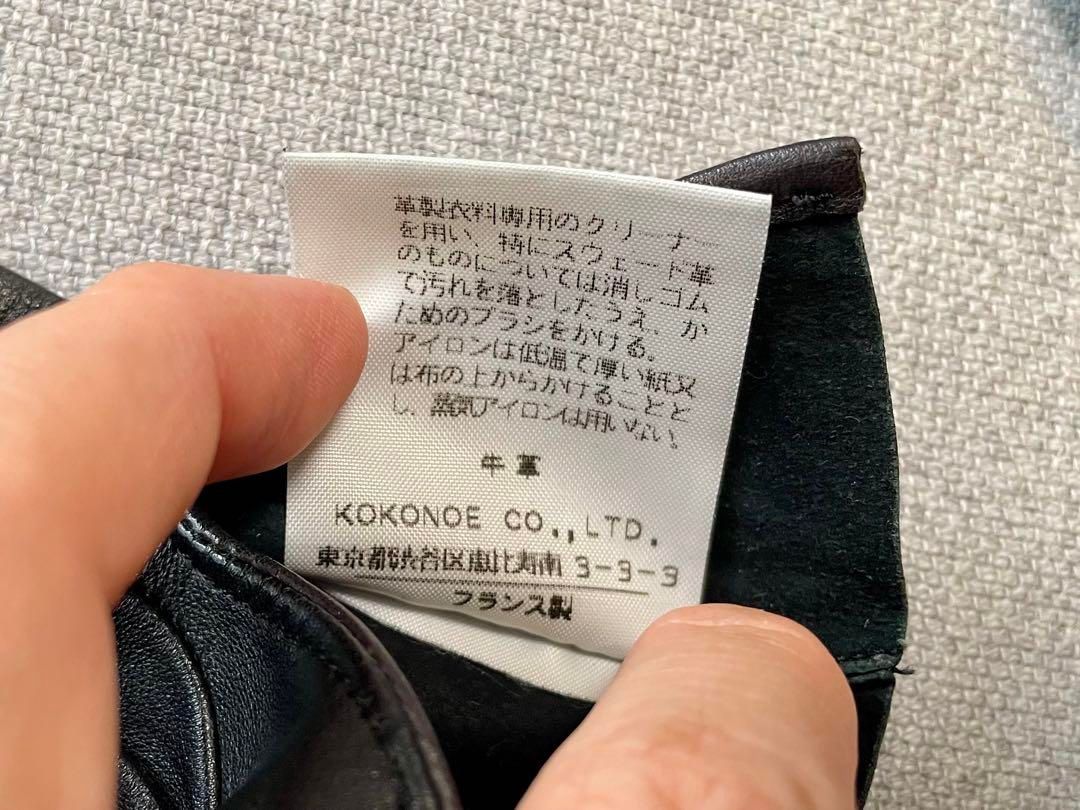 革製衣料専用のクリーナー
を用い、特にスウェード革
のものについては消しゴム
で汚れを落としたうえ、か
ためのブラシをかける。
アイロンは低温で厚い紙又
は布の上からかけることと
し、蒸気アイロンは用いない。
牛革
KOKONOE CO.,LTD.
東京都渋谷区恵比寿南 3-3-3
フランス製